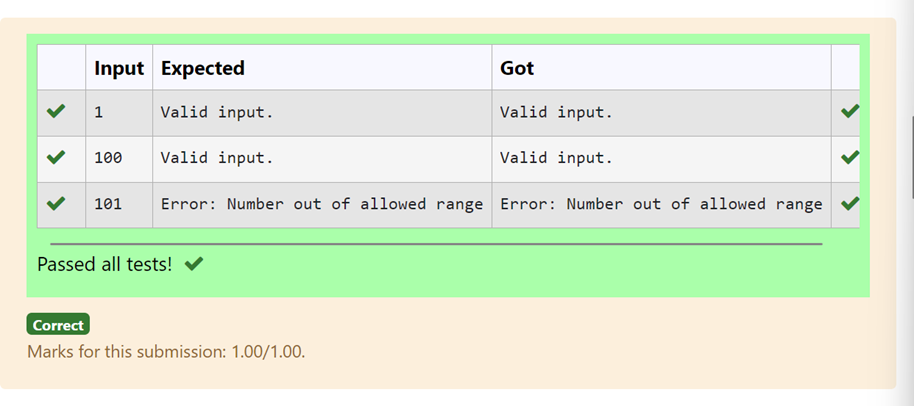 Input Expected Got
1 Valid input. Valid input.
100 Valid input. Valid input.
101 Error: Number out of allowed range Error: Number out of allowed range
Passed all tests!
Correct
Marks for this submission: 1.00/1.00.